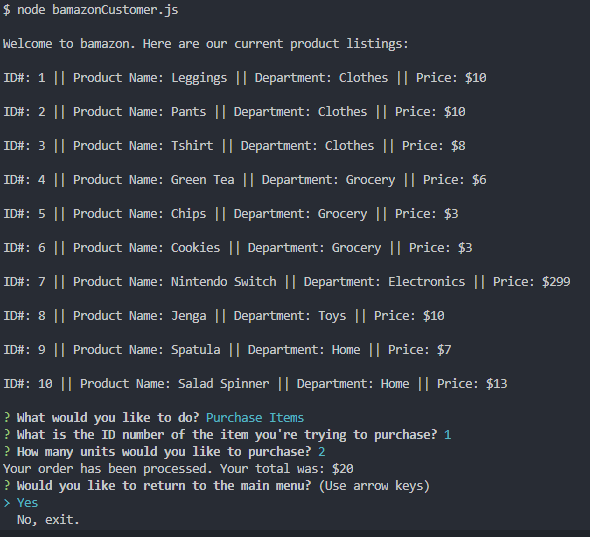 $ node bamazonCustomer.js
Welcome to bamazon. Here are our current product listings:
ID#: 1 || Product Name: Leggings || Department: Clothes || Price: $10
ID#: 2 || Product Name: Pants || Department: Clothes || Price: $10
ID#: 3 || Product Name: Tshirt || Department: Clothes || Price: $8
ID#: 4 || Product Name: Green Tea || Department: Grocery || Price: $6
ID#: 5 || Product Name: Chips || Department: Grocery || Price: $3
ID#: 6 || Product Name: Cookies || Department: Grocery || Price: $3
ID#: 7 || Product Name: Nintendo Switch || Department: Electronics || Price: $299
ID#: 8 || Product Name: Jenga || Department: Toys || Price: $10
ID#: 9 || Product Name: Spatula || Department: Home || Price: $7
ID#: 10 || Product Name: Salad Spinner || Department: Home || Price: $13
? What would you like to do? Purchase Items
? What is the ID number of the item you're trying to purchase? 1
? How many units would you like to purchase? 2
Your order has been processed. Your total was: $20
? Would you like to return to the main menu? (Use arrow keys)
> Yes
No, exit.